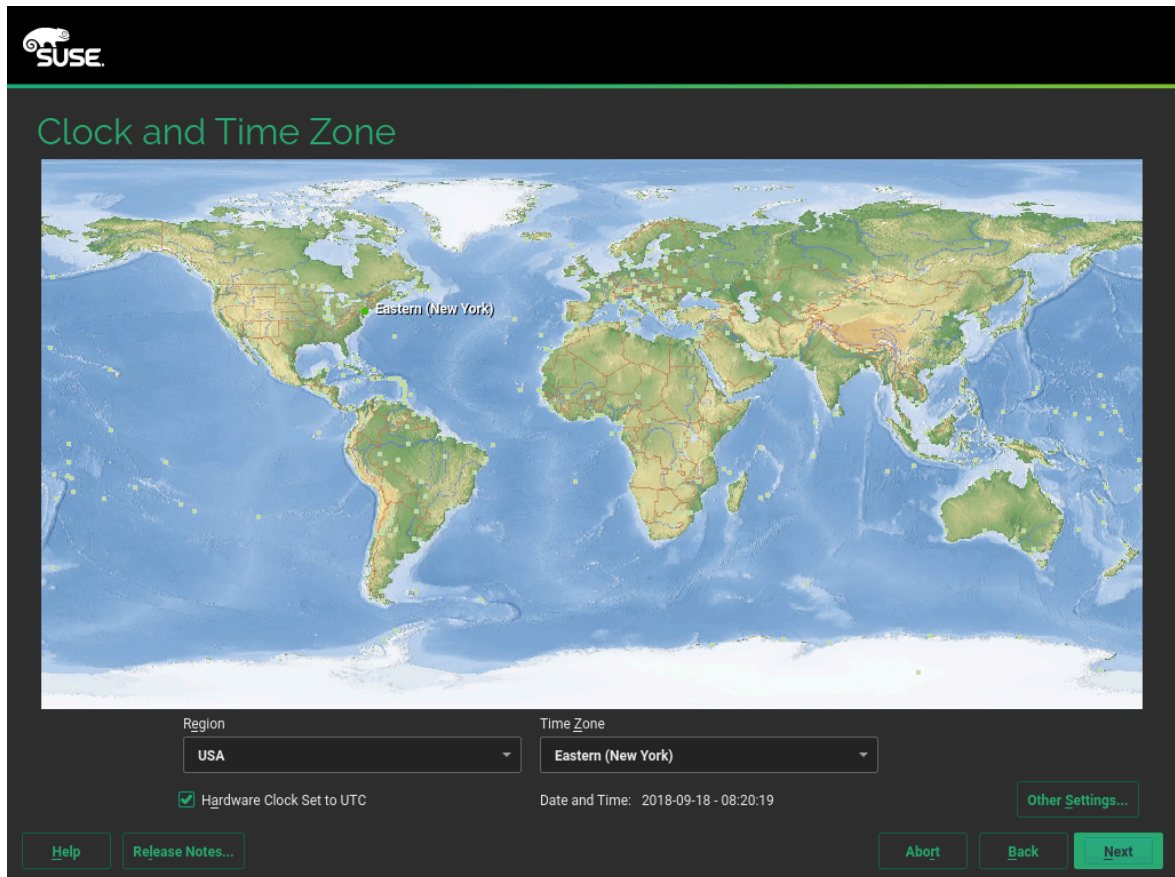 SUSE.
Clock and Time Zone
Eastern (New York)
Region
Time Zone
USA
Eastern (New York)
Hardware Clock Set to UTC
Date and Time: 2018-09-18 - 08:20:19
Other Settings...
Help
Release Notes...
Abort
Back
Next